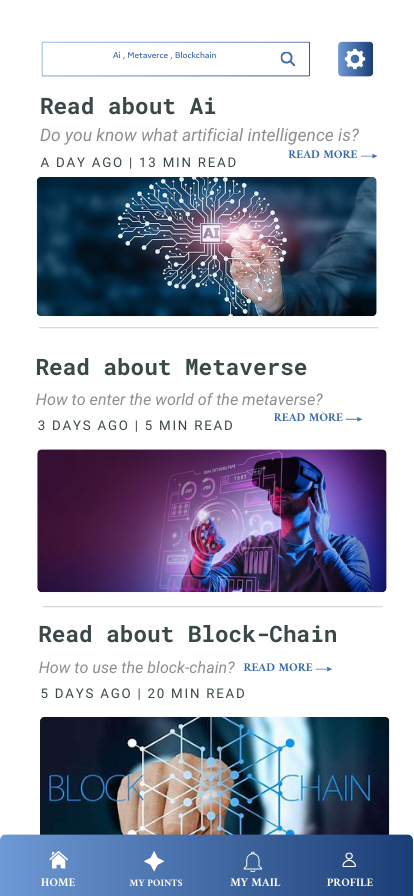 Ai , Metaverce , Blockchain
Read about Ai
Do you know what artificial intelligence is?
READ MORE
A DAY AGO | 13 MIN READ
AI
Read about Metaverse
How to enter the world of the metaverse?
READ MORE
3 DAYS AGO | 5 MIN READ
Read about Block-Chain
How to use the block-chain? READ MORE
5 DAYS AGO | 20 MIN READ
BLOCK CHAIN
HOME MY POINTS MY MAIL PROFILE